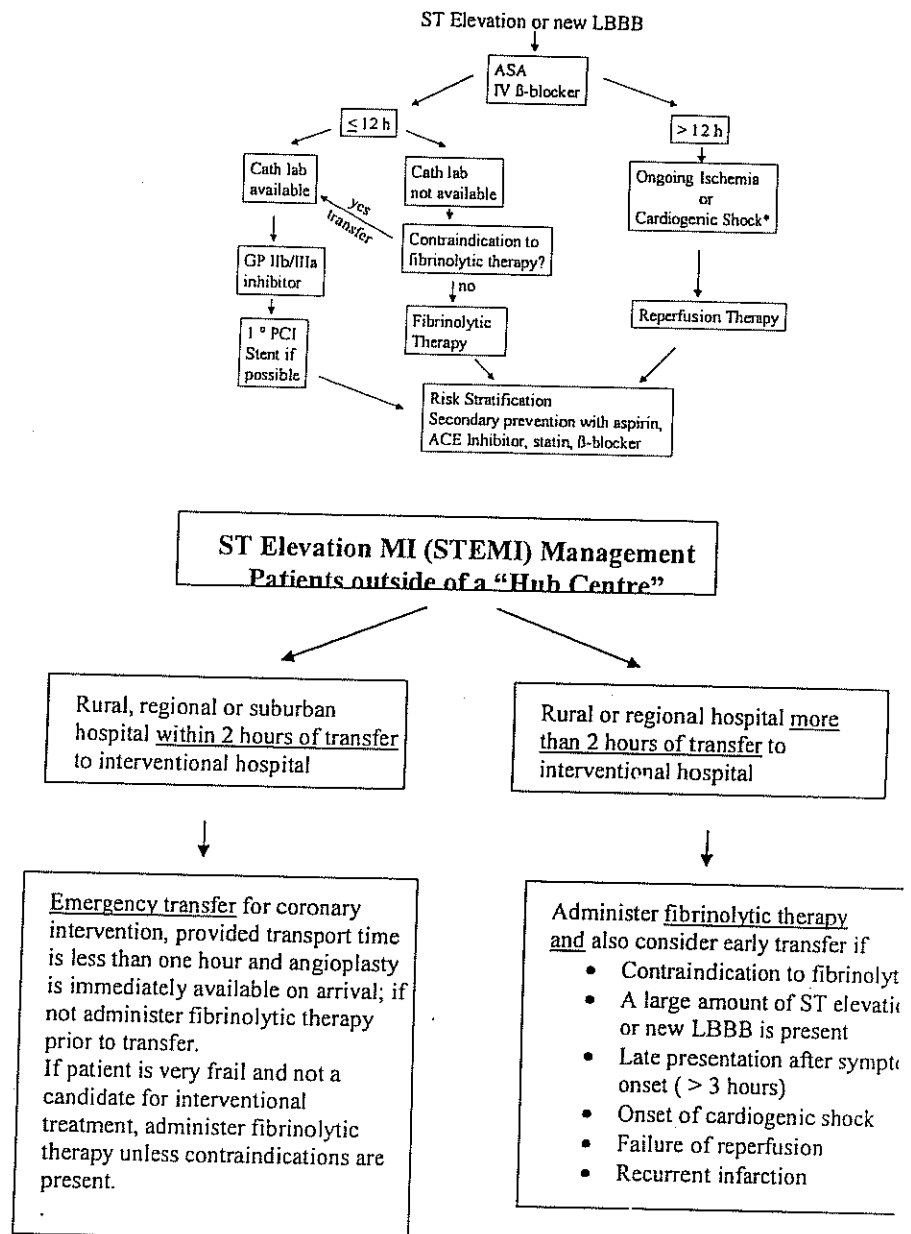 ST Elevation or new LBBB
ASA
IV ß-blocker
≤ 12 h
> 12 h
Cath lab
available
yes
transfer
Cath lab
not available
Ongoing Ischemia
or
Cardiogenic Shock*
GP IIb/IIIa
inhibitor
Contraindication to
fibrinolytic therapy?
no
1 ° PCI
Stent if
possible
Fibrinolytic
Therapy
Reperfusion Therapy
Risk Stratification
Secondary prevention with aspirin,
ACE Inhibitor, statin, ß-blocker
ST Elevation MI (STEMI) Management
Patients outside of a “Hub Centre”
Rural, regional or suburban
hospital within 2 hours of transfer
to interventional hospital
Rural or regional hospital more
than 2 hours of transfer to
interventional hospital
Emergency transfer for coronary
intervention, provided transport time
is less than one hour and angioplasty
is immediately available on arrival; if
not administer fibrinolytic therapy
prior to transfer.
If patient is very frail and not a
candidate for interventional
treatment, administer fibrinolytic
therapy unless contraindications are
present.
Administer fibrinolytic therapy
and also consider early transfer if
• Contraindication to fibrinolyt
• A large amount of ST elevati
or new LBBB is present
• Late presentation after sympt
onset ( > 3 hours)
• Onset of cardiogenic shock
• Failure of reperfusion
• Recurrent infarction